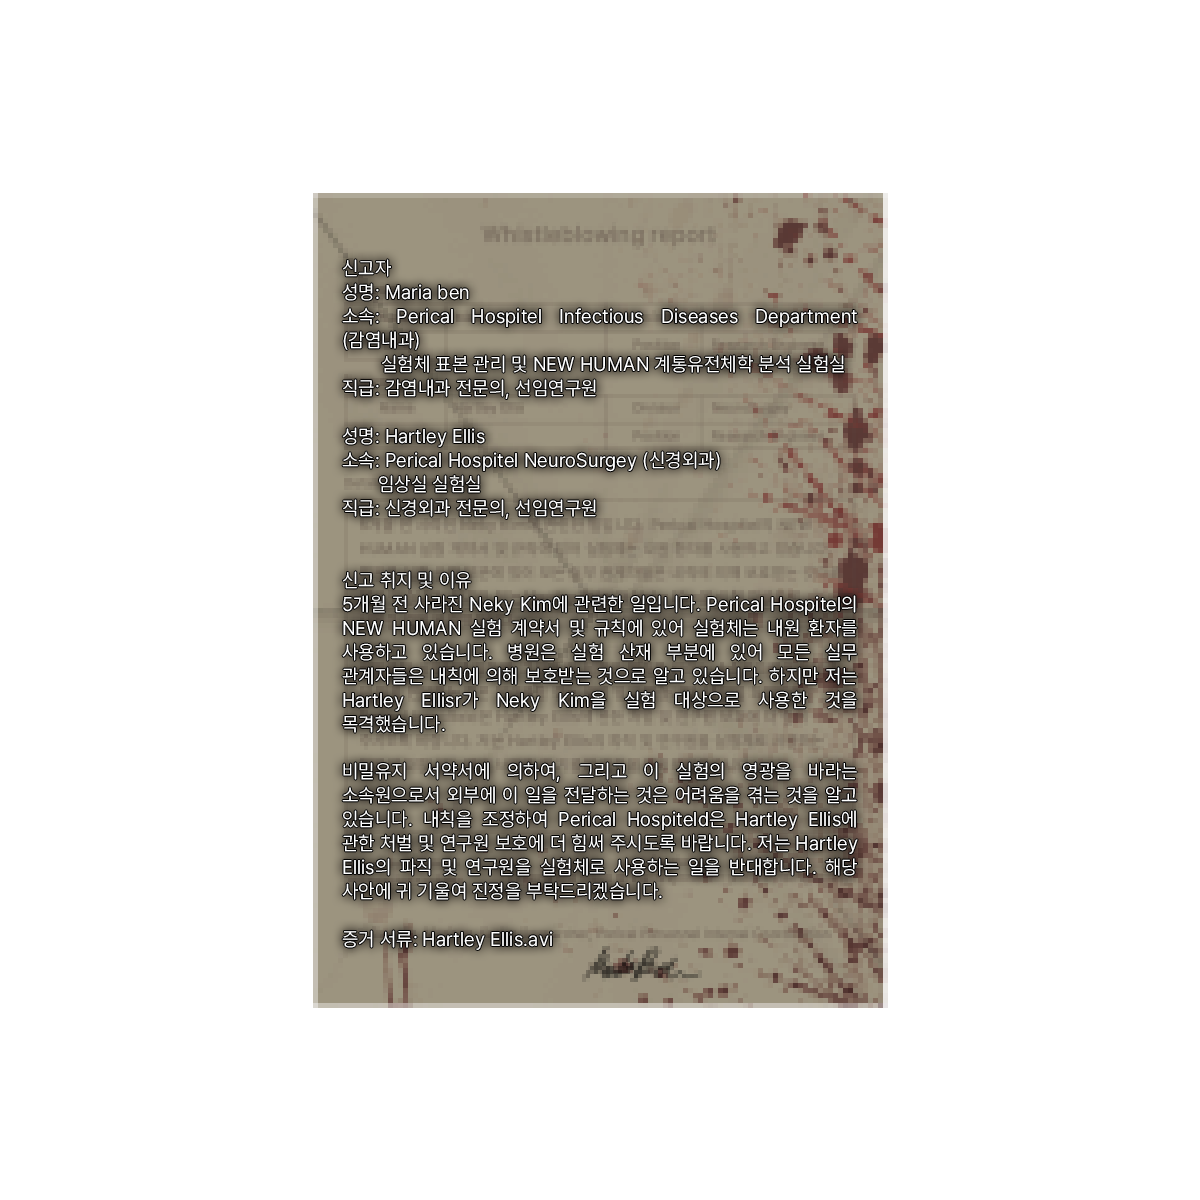 Whistleblowing report
신고자
성명: Maria ben
소속: Perical Hospitel Infectious Diseases Department
(감염내과)
실험체 표본 관리 및 NEW HUMAN 계통유전체학 분석 실험실
직급: 감염내과 전문의, 선임연구원
성명: Hartley Ellis
소속: Perical Hospitel NeuroSurgey (신경외과)
임상실 실험실
직급: 신경외과 전문의, 선임연구원
신고 취지 및 이유
5개월 전 사라진 Neky Kim에 관련한 일입니다. Perical Hospitel의
NEW HUMAN 실험 계약서 및 규칙에 있어 실험체는 내원 환자를
사용하고 있습니다. 병원은 실험 산재 부분에 있어 모든 실무
관계자들은 내칙에 의해 보호받는 것으로 알고 있습니다. 하지만 저는
Hartley Ellisr가 Neky Kim을 실험 대상으로 사용한 것을
목격했습니다.
비밀유지 서약서에 의하여, 그리고 이 실험의 영광을 바라는
소속원으로서 외부에 이 일을 전달하는 것은 어려움을 겪는 것을 알고
있습니다. 내칙을 조정하여 Perical Hospiteld은 Hartley Ellis에
관한 처벌 및 연구원 보호에 더 힘써 주시도록 바랍니다. 저는 Hartley
Ellis의 파직 및 연구원을 실험체로 사용하는 일을 반대합니다. 해당
사안에 귀 기울여 진정을 부탁드리겠습니다.
증거 서류: Hartley Ellis.avi